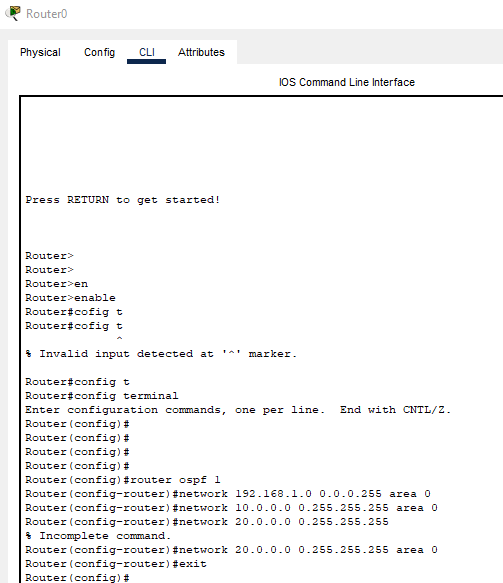 Router0
Physical Config CLI Attributes
IOS Command Line Interface
Press RETURN to get started!
Router>
Router>
Router>en
Router>enable
Router#cofig t
Router#cofig t
^
% Invalid input detected at '^' marker.
Router#config t
Router#config terminal
Enter configuration commands, one per line.  End with CNTL/Z.
Router(config)#
Router(config)#
Router(config)#
Router(config)#
Router(config)#router ospf 1
Router(config-router)#network 192.168.1.0 0.0.0.255 area 0
Router(config-router)#network 10.0.0.0 0.255.255.255 area 0
Router(config-router)#network 20.0.0.0 0.255.255.255
% Incomplete command.
Router(config-router)#network 20.0.0.0 0.255.255.255 area 0
Router(config-router)#exit
Router(config)#